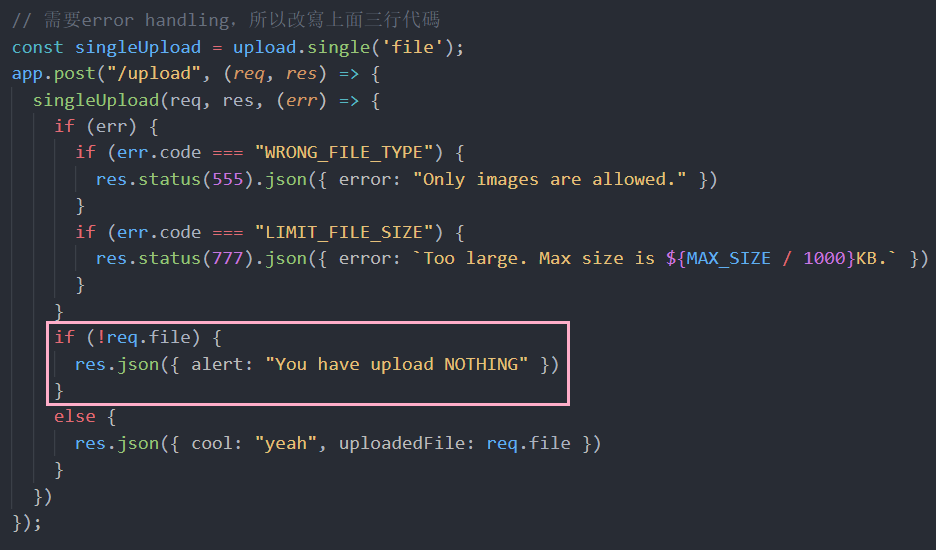 // 需要error handling，所以改寫上面三行代碼
const singleUpload = upload.single('file');
app.post("/upload", (req, res) => {
  singleUpload(req, res, (err) => {
    if (err) {
      if (err.code === "WRONG_FILE_TYPE") {
        res.status(555).json({ error: "Only images are allowed." })
      }
      if (err.code === "LIMIT_FILE_SIZE") {
        res.status(777).json({ error: `Too large. Max size is ${MAX_SIZE / 1000}KB.` })
      }
    }
    if (!req.file) {
      res.json({ alert: "You have upload NOTHING" })
    }
    else {
      res.json({ cool: "yeah", uploadedFile: req.file })
    }
  })
});